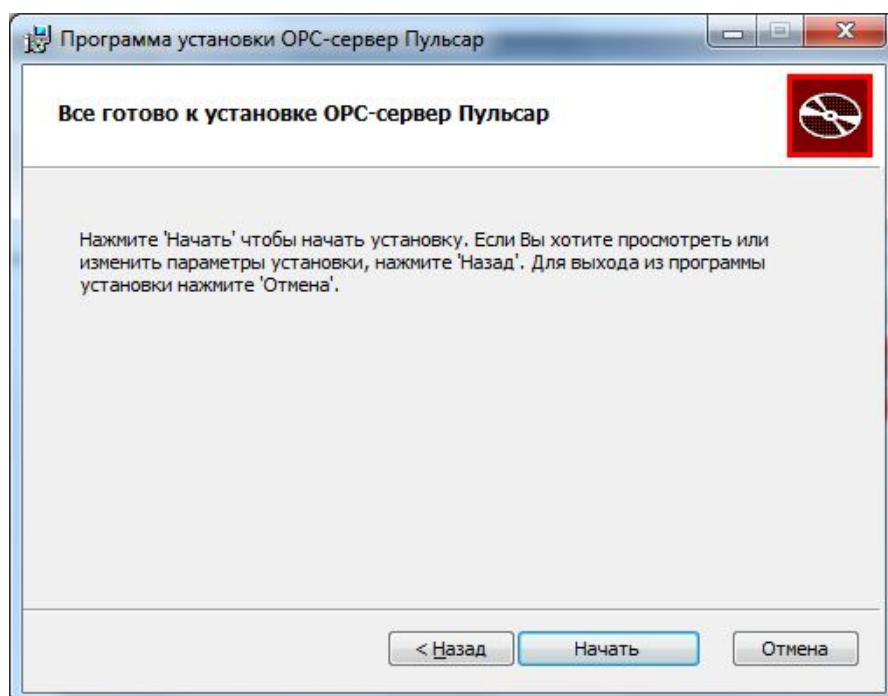 Программа установки OPC-сервер Пульсар
Все готово к установке OPC-сервер Пульсар
Нажмите 'Начать' чтобы начать установку. Если Вы хотите просмотреть или
изменить параметры установки, нажмите 'Назад'. Для выхода из программы
установки нажмите 'Отмена'.
< Назад
Начать
Отмена